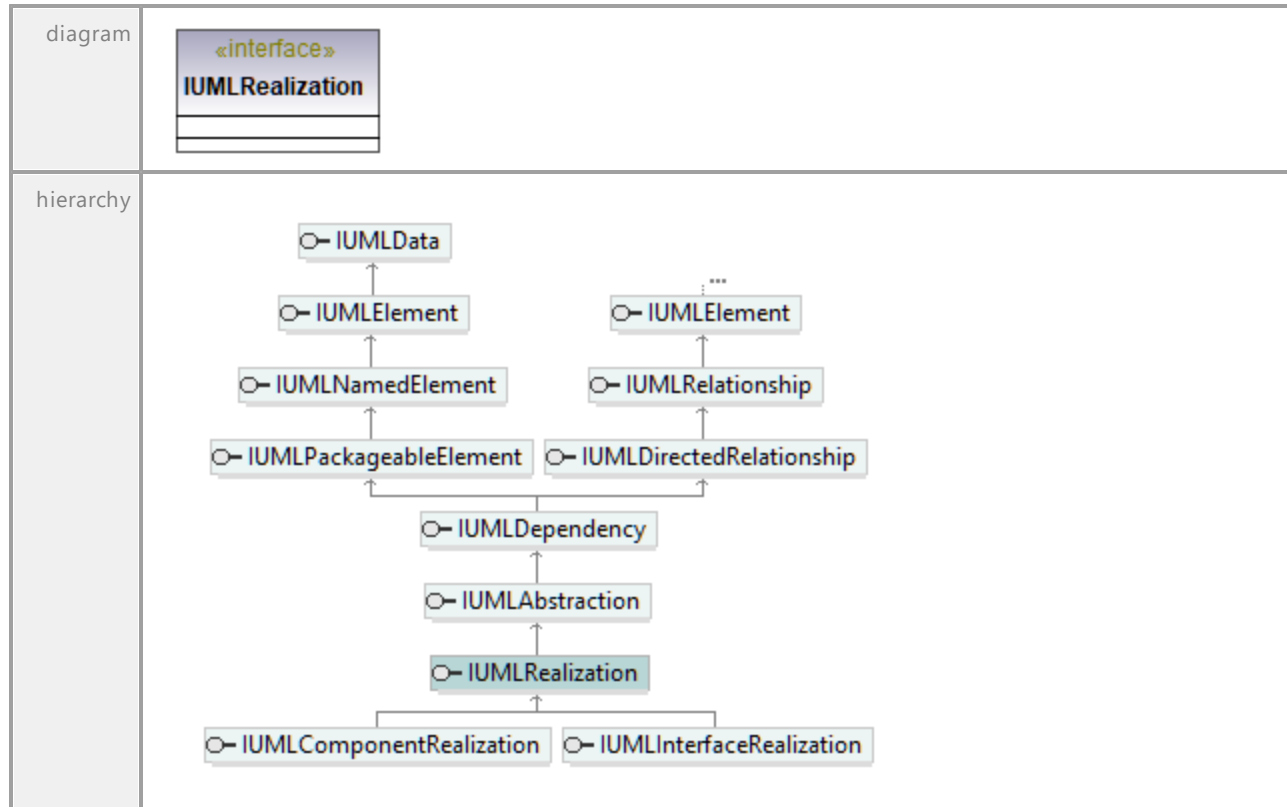 diagram
«interface»
IUMLRealization
hierarchy
IUMLData
...
IUMLElement IUMLElement
IUMLNamedElement IUMLRelationship
IUMLPackageableElement IUMLDirectedRelationship
IUMLDependency
IUMLAbstraction
IUMLRealization
IUMLComponentRealization IUMLInterfaceRealization